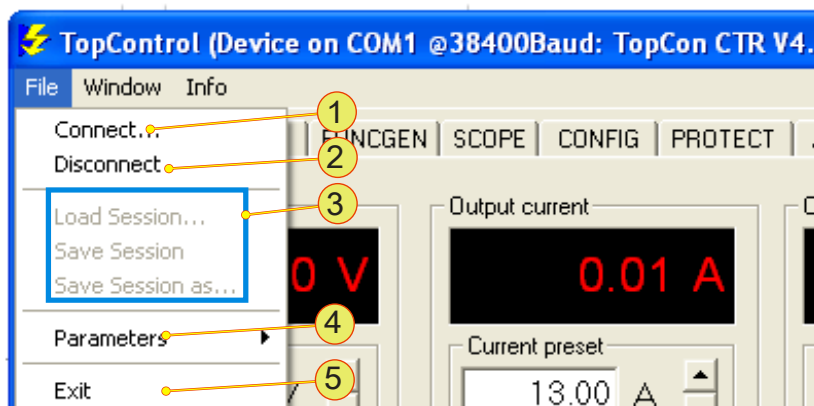 TopControl (Device on COM1 @38400Baud: TopCon CTR V4.
File Window Info
1
Connect...
FUNCGEN SCOPE CONFIG PROTECT
Disconnect
2
3
Load Session...
Output current
Save Session
0 V
0.01 A
Save Session as...
4
Parameters
Current preset
5
Exit
13.00 A